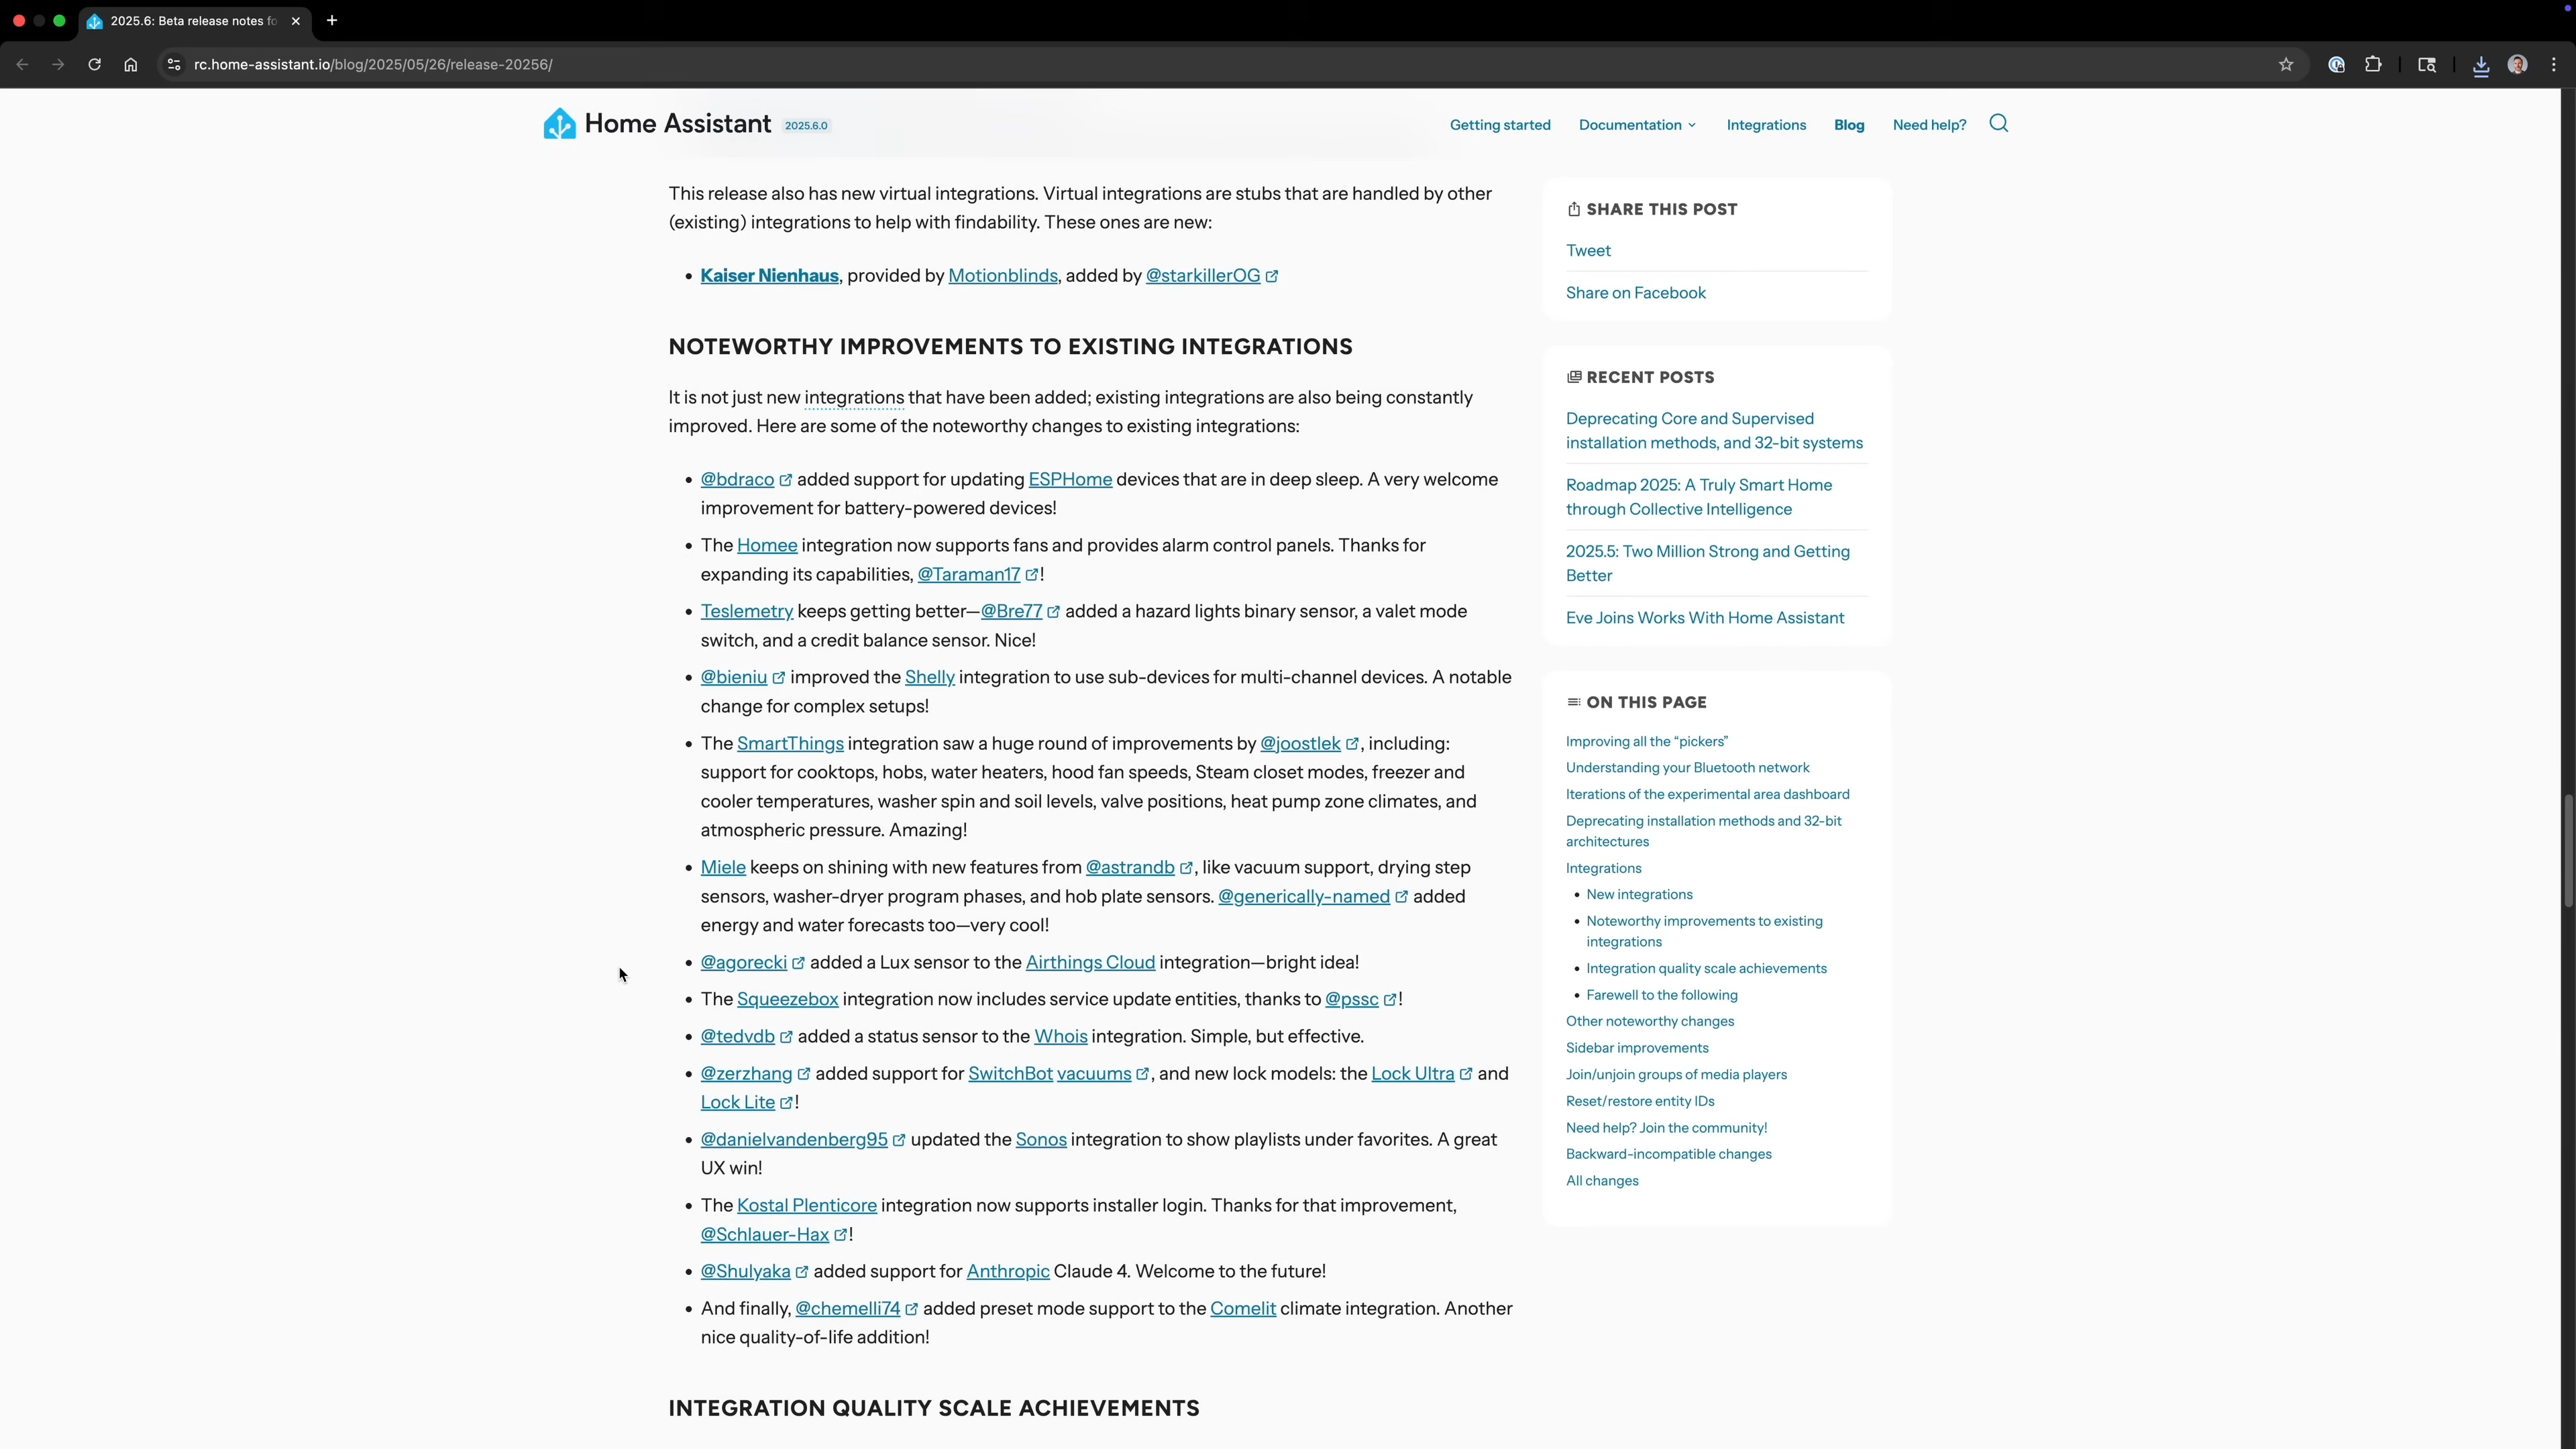 2025.6: Beta release notes fo
rc.home-assistant.io/blog/2025/05/26/release-20256/
Home Assistant 2025.6.0
Getting started
Documentation
Integrations
Blog
Need help?
This release also has new virtual integrations. Virtual integrations are stubs that are handled by other
(existing) integrations to help with findability. These ones are new:
• Kaiser Nienhaus, provided by Motionblinds, added by @starkillerOG
NOTEWORTHY IMPROVEMENTS TO EXISTING INTEGRATIONS
It is not just new integrations that have been added; existing integrations are also being constantly
improved. Here are some of the noteworthy changes to existing integrations:
• @bdraco added support for updating ESPHome devices that are in deep sleep. A very welcome
improvement for battery-powered devices!
• The Homee integration now supports fans and provides alarm control panels. Thanks for
expanding its capabilities, @Taraman17!
• Teslemetry keeps getting better—@Bre77 added a hazard lights binary sensor, a valet mode
switch, and a credit balance sensor. Nice!
• @bieniu improved the Shelly integration to use sub-devices for multi-channel devices. A notable
change for complex setups!
• The SmartThings integration saw a huge round of improvements by @joostlek, including:
support for cooktops, hobs, water heaters, hood fan speeds, Steam closet modes, freezer and
cooler temperatures, washer spin and soil levels, valve positions, heat pump zone climates, and
atmospheric pressure. Amazing!
• Miele keeps on shining with new features from @astrandb, like vacuum support, drying step
sensors, washer-dryer program phases, and hob plate sensors. @generically-named added
energy and water forecasts too—very cool!
• @agorecki added a Lux sensor to the Airthings Cloud integration—bright idea!
• The Squeezebox integration now includes service update entities, thanks to @pssc!
• @tedvdb added a status sensor to the Whois integration. Simple, but effective.
• @zerzhang added support for SwitchBot vacuums, and new lock models: the Lock Ultra and
Lock Lite!
• @danielvandenberg95 updated the Sonos integration to show playlists under favorites. A great
UX win!
• The Kostal Plenticore integration now supports installer login. Thanks for that improvement,
@Schlauer-Hax!
• @Shulyaka added support for Anthropic Claude 4. Welcome to the future!
• And finally, @chemelli74 added preset mode support to the Comelit climate integration. Another
nice quality-of-life addition!
INTEGRATION QUALITY SCALE ACHIEVEMENTS
SHARE THIS POST
Tweet
Share on Facebook
RECENT POSTS
Deprecating Core and Supervised
installation methods, and 32-bit systems
Roadmap 2025: A Truly Smart Home
through Collective Intelligence
2025.5: Two Million Strong and Getting
Better
Eve Joins Works With Home Assistant
ON THIS PAGE
Improving all the “pickers”
Understanding your Bluetooth network
Iterations of the experimental area dashboard
Deprecating installation methods and 32-bit
architectures
Integrations
• New integrations
• Noteworthy improvements to existing
integrations
• Integration quality scale achievements
• Farewell to the following
Other noteworthy changes
Sidebar improvements
Join/unjoin groups of media players
Reset/restore entity IDs
Need help? Join the community!
Backward-incompatible changes
All changes